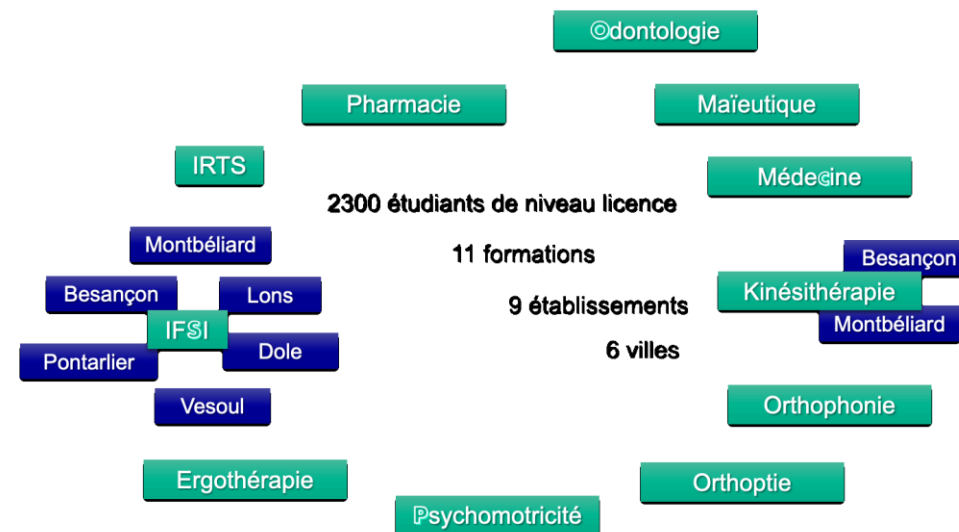 Odontologie
Pharmacie
Maïeutique
IRTS
Médecine
2300 étudiants de niveau licence
Montbéliard
11 formations
Besançon
Besançon
Lons
Kinésithérapie
9 établissements
IFSI
Montbéliard
Pontarlier
Dole
6 villes
Vesoul
Orthophonie
Ergothérapie
Orthoptie
Psychomotricité